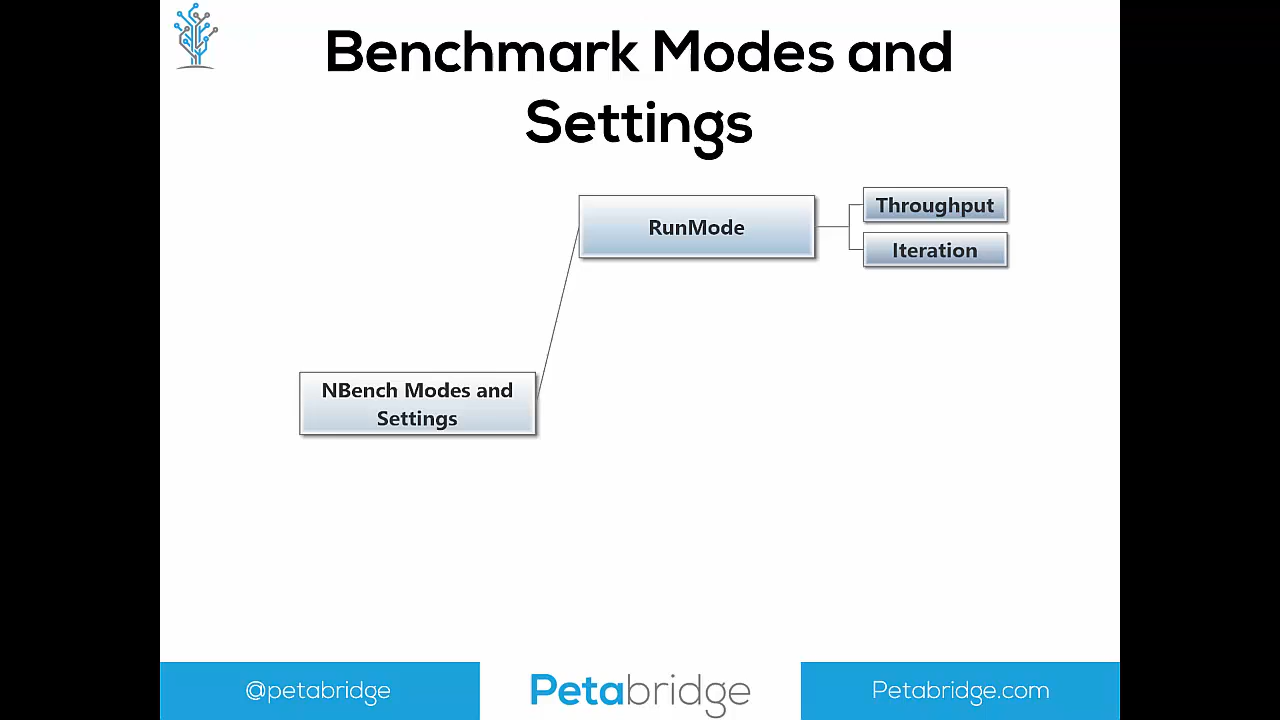 Benchmark Modes and
Settings
RunMode
Throughput
Iteration
NBench Modes and
Settings
@petabridge
Petabridge
Petabridge.com